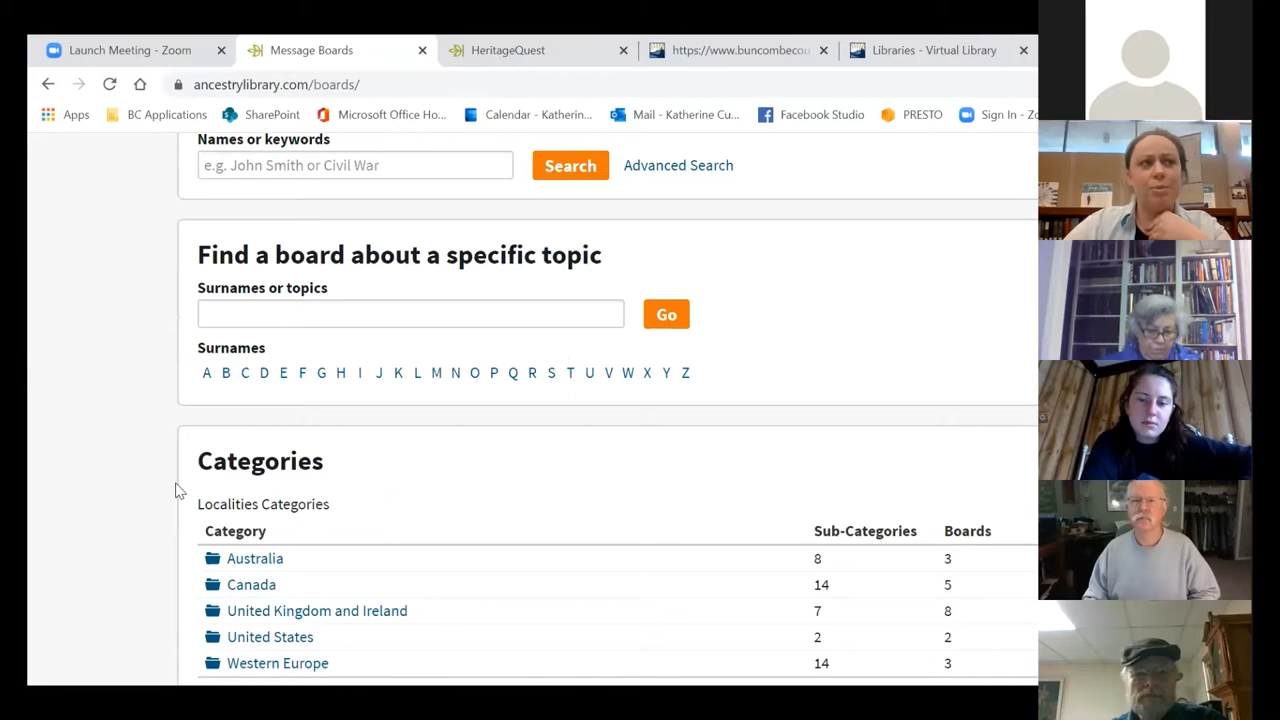 Launch Meeting - Zoom
Message Boards
HeritageQuest
https://www.buncombecou
Libraries - Virtual Library
ancestrylibrary.com/boards/
Apps
BC Applications
SharePoint
Microsoft Office Ho...
Calendar - Katherin...
Mail - Katherine Cu...
Facebook Studio
PRESTO
Sign In - Zo
Names or keywords
e.g. John Smith or Civil War
Search
Advanced Search
Find a board about a specific topic
Surnames or topics
Go
Surnames
A B C D E F G H I J K L M N O P Q R S T U V W X Y Z
Categories
Localities Categories
Category Sub-Categories Boards
Australia 8 3
Canada 14 5
United Kingdom and Ireland 7 8
United States 2 2
Western Europe 14 3